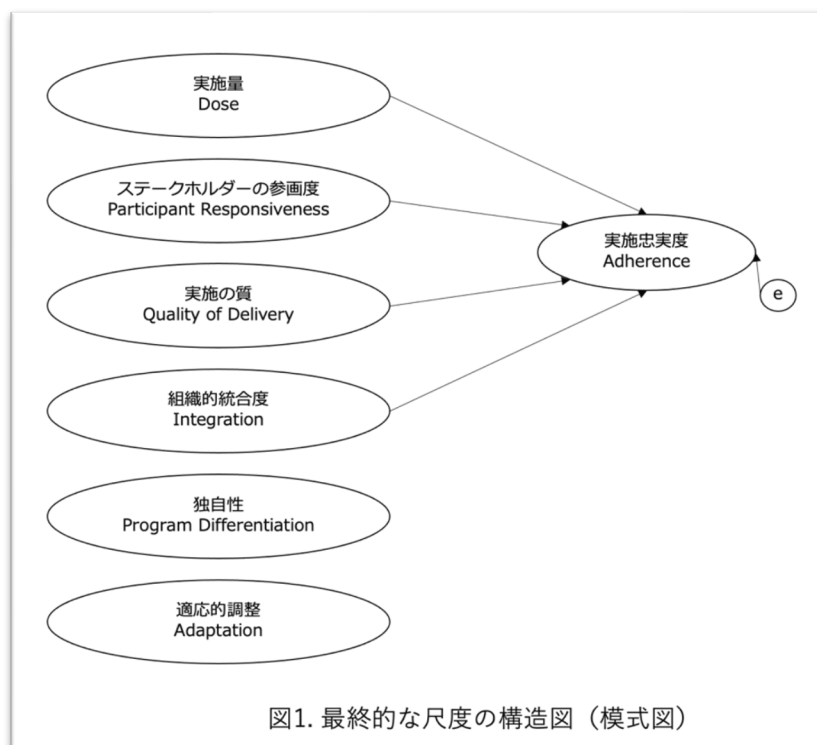 実施量
Dose
ステークホルダーの参画度
Participant Responsiveness
実施の質
Quality of Delivery
組織的統合度
Integration
独自性
Program Differentiation
適応的調整
Adaptation
実施忠実度
Adherence
e
図1. 最終的な尺度の構造図（模式図）